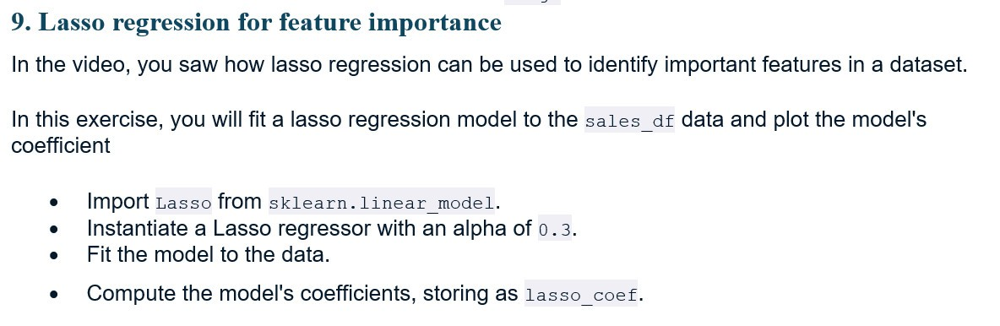 9. Lasso regression for feature importance
In the video, you saw how lasso regression can be used to identify important features in a dataset.
In this exercise, you will fit a lasso regression model to the sales_df data and plot the model's
coefficient
• Import Lasso from sklearn.linear_model.
• Instantiate a Lasso regressor with an alpha of 0.3.
• Fit the model to the data.
• Compute the model's coefficients, storing as lasso_coef.